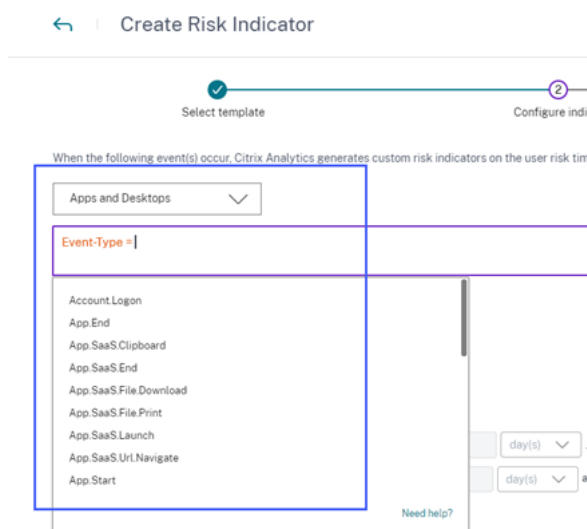 Create Risk Indicator
2
Select template
Configure indi
When the following event(s) occur, Citrix Analytics generates custom risk indicators on the user risk tim
Apps and Desktops
Event-Type =
Account.Logon
App.End
App.SaaS.Clipboard
App.SaaS.End
App.SaaS.File.Download
App.SaaS.File.Print
App.SaaS.Launch
App.SaaS.Url.Navigate
App.Start
day(s)
day(s) a
Need help?